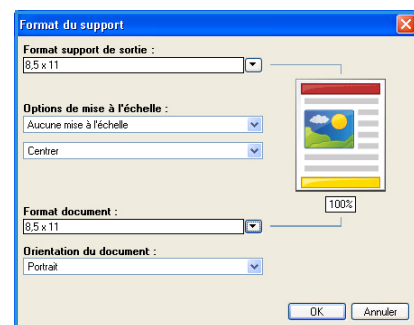 Format du support
Format support de sortie :
8,5 x 11
Options de mise à l'échelle :
Aucune mise à l'échelle
Centrer
100%
Format document :
8,5 x 11
Orientation du document :
Portrait
OK
Annuler